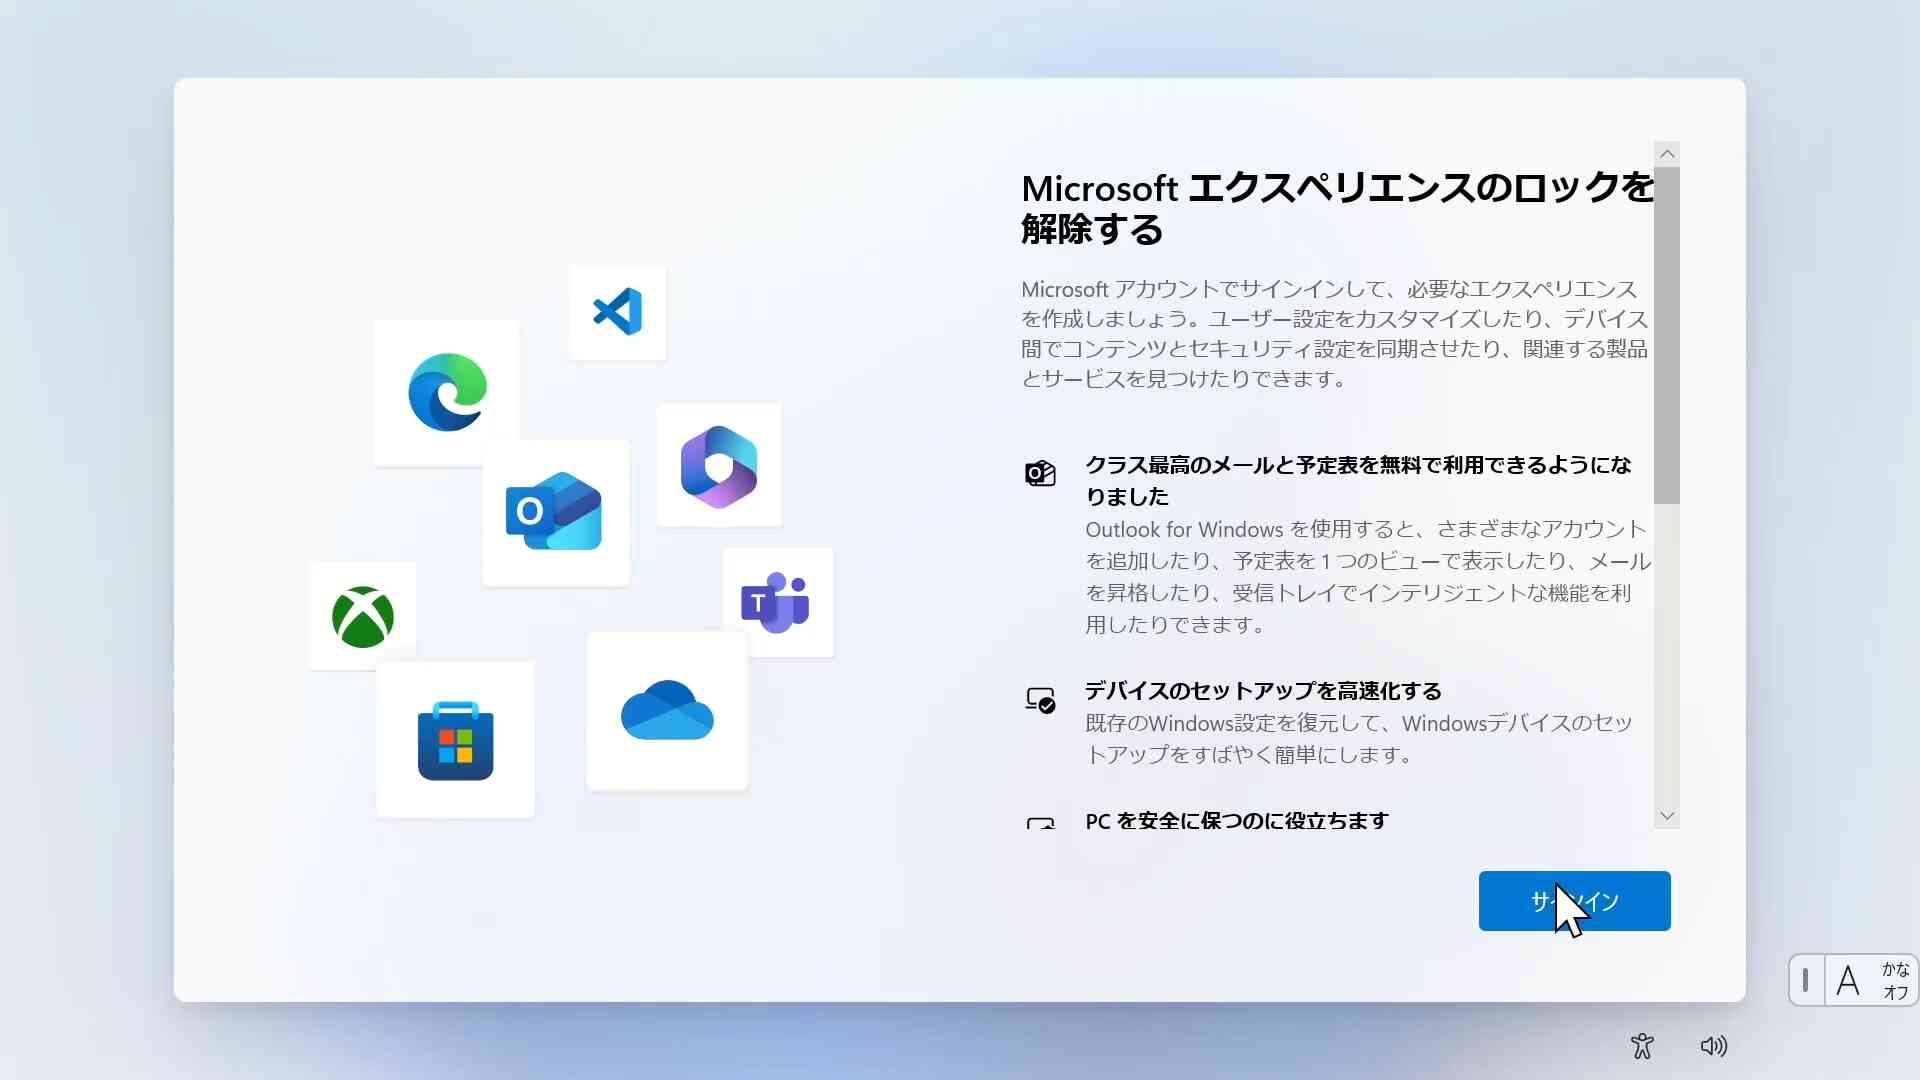 Microsoft エクスペリエンスのロックを
解除する
Microsoft アカウントでサインインして、必要なエクスペリエンス
を作成しましょう。ユーザー設定をカスタマイズしたり、デバイス
間でコンテンツとセキュリティ設定を同期させたり、関連する製品
とサービスを見つけたりできます。
クラス最高のメールと予定表を無料で利用できるようにな
りました
Outlook for Windows を使用すると、さまざまなアカウント
を追加したり、予定表を 1 つのビューで表示したり、メール
を昇格したり、受信トレイでインテリジェントな機能を利
用したりできます。
デバイスのセットアップを高速化する
既存のWindows設定を復元して、Windowsデバイスのセッ
トアップをすばやく簡単にします。
PC を安全に保つのに役立ちます
サインイン
A かな
オフ